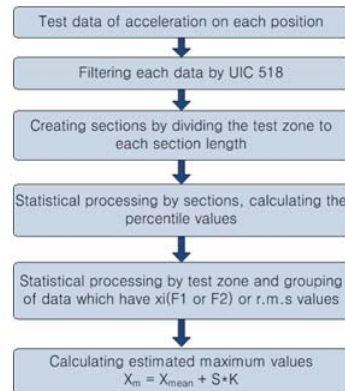 Test data of acceleration on each position
Filtering each data by UIC 518
Creating sections by dividing the test zone to
each section length
Statistical processing by sections, calculating the
percentile values
Statistical processing by test zone and grouping
of data which have xi(F1 or F2) or r.m.s values
Calculating estimated maximum values
Xm = Xmean + S*K